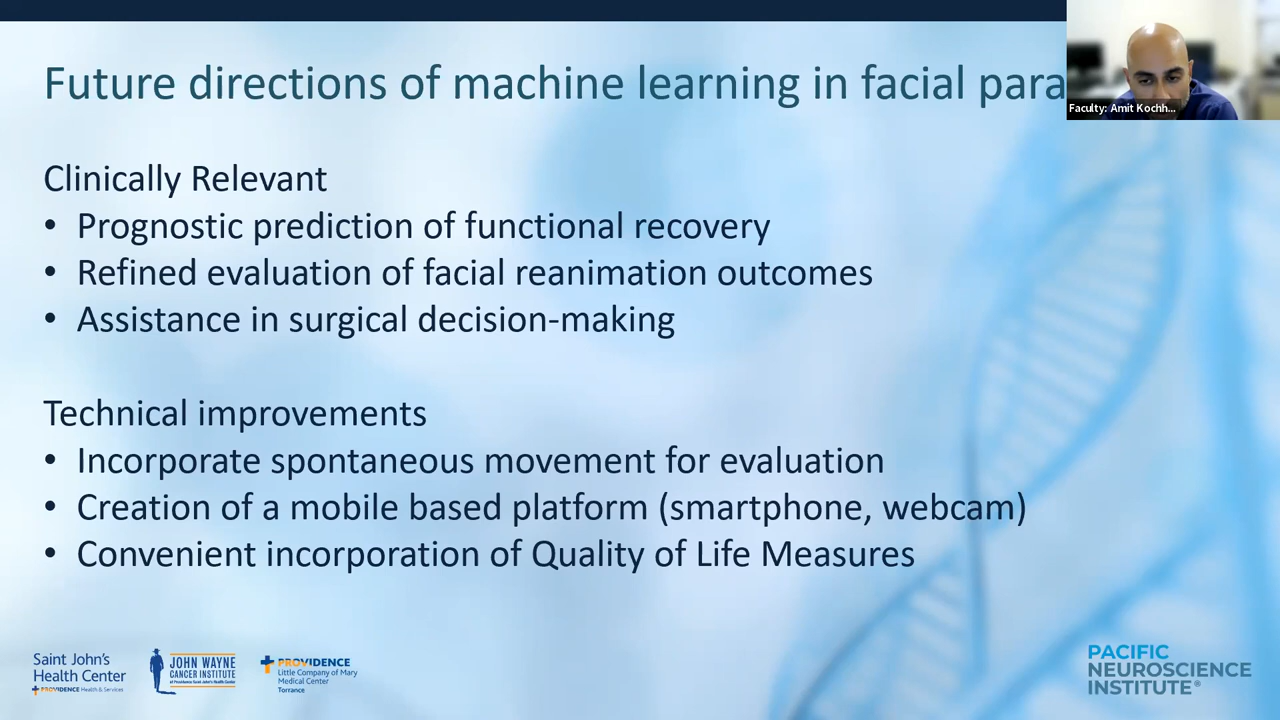 Future directions of machine learning in facial para
Faculty: Amit Kochh...
Clinically Relevant
• Prognostic prediction of functional recovery
• Refined evaluation of facial reanimation outcomes
• Assistance in surgical decision-making
Technical improvements
• Incorporate spontaneous movement for evaluation
• Creation of a mobile based platform (smartphone, webcam)
• Convenient incorporation of Quality of Life Measures
Saint John's
Health Center
PROVIDENCE Health & Services
JOHN WAYNE
CANCER INSTITUTE
at Providence Saint John's Health Center
PROVIDENCE
Little Company of Mary
Medical Center
Torrance
PACIFIC
NEUROSCIENCE
INSTITUTE®